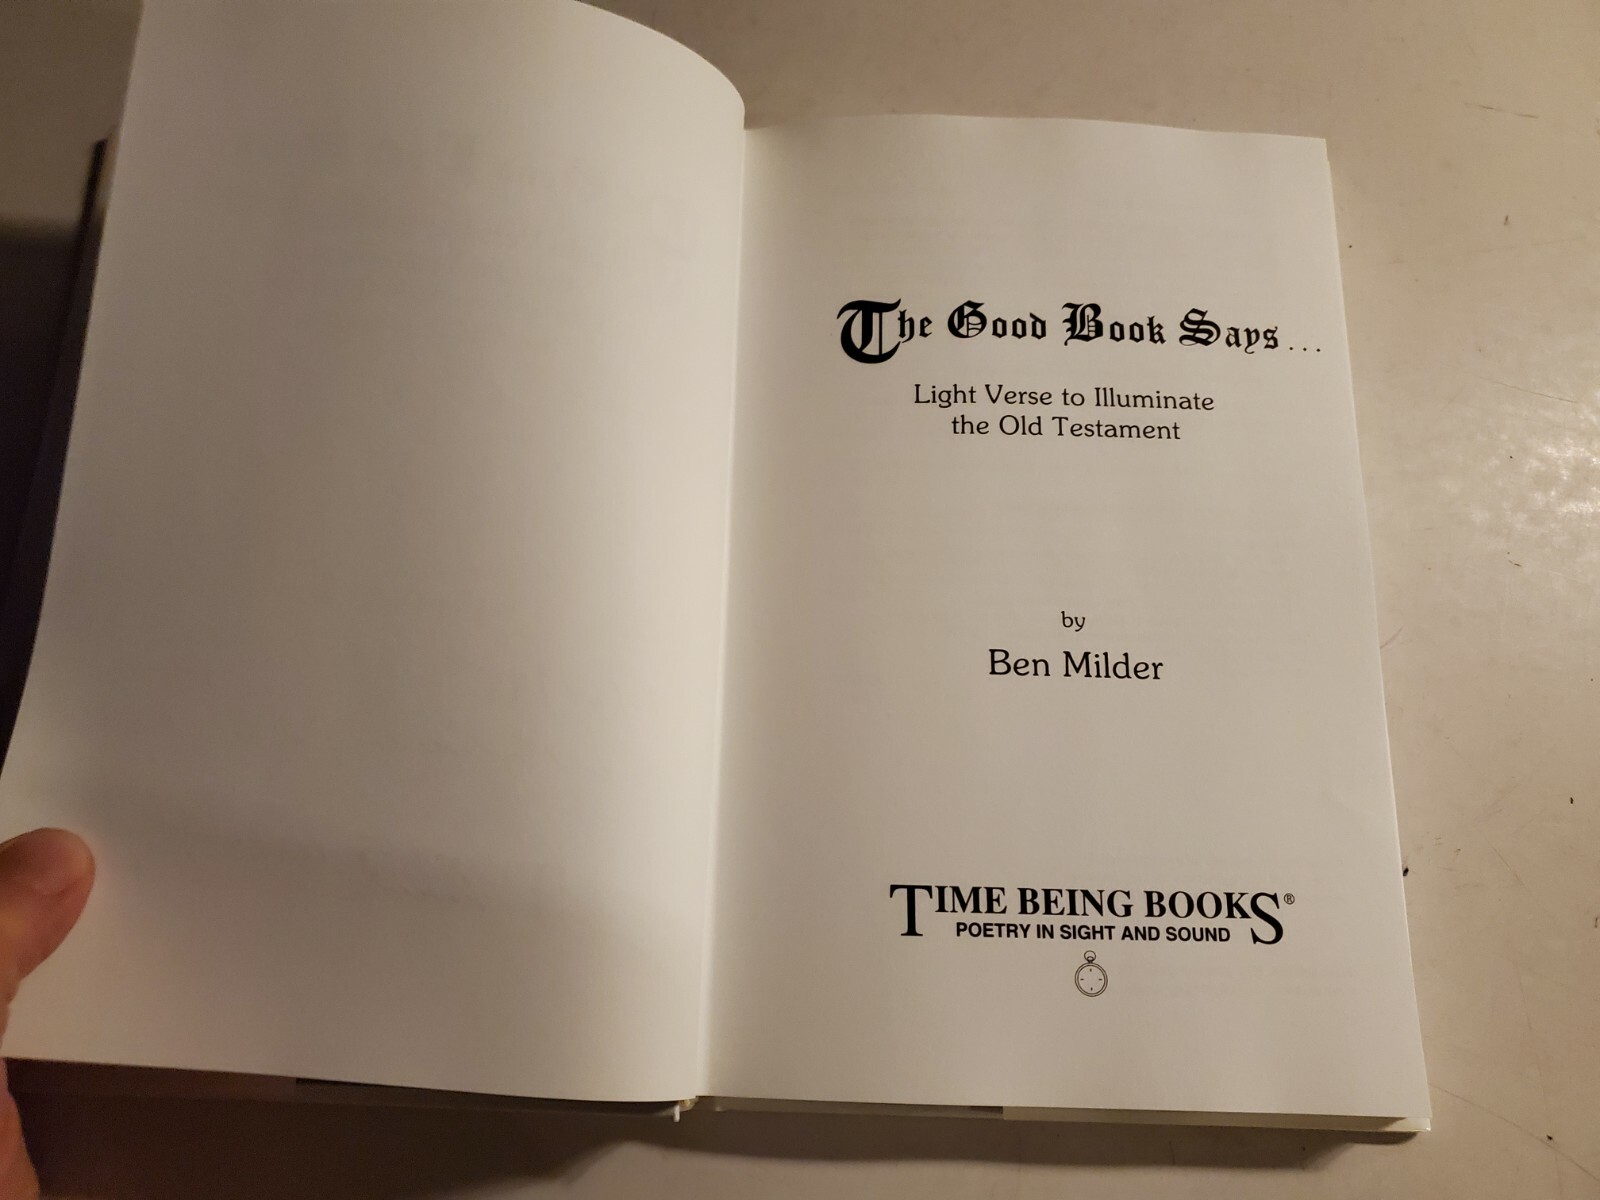 The Good Book Says...
Light Verse to Illuminate
the Old Testament
by
Ben Milder
TIME BEING BOOKS®
POETRY IN SIGHT AND SOUND